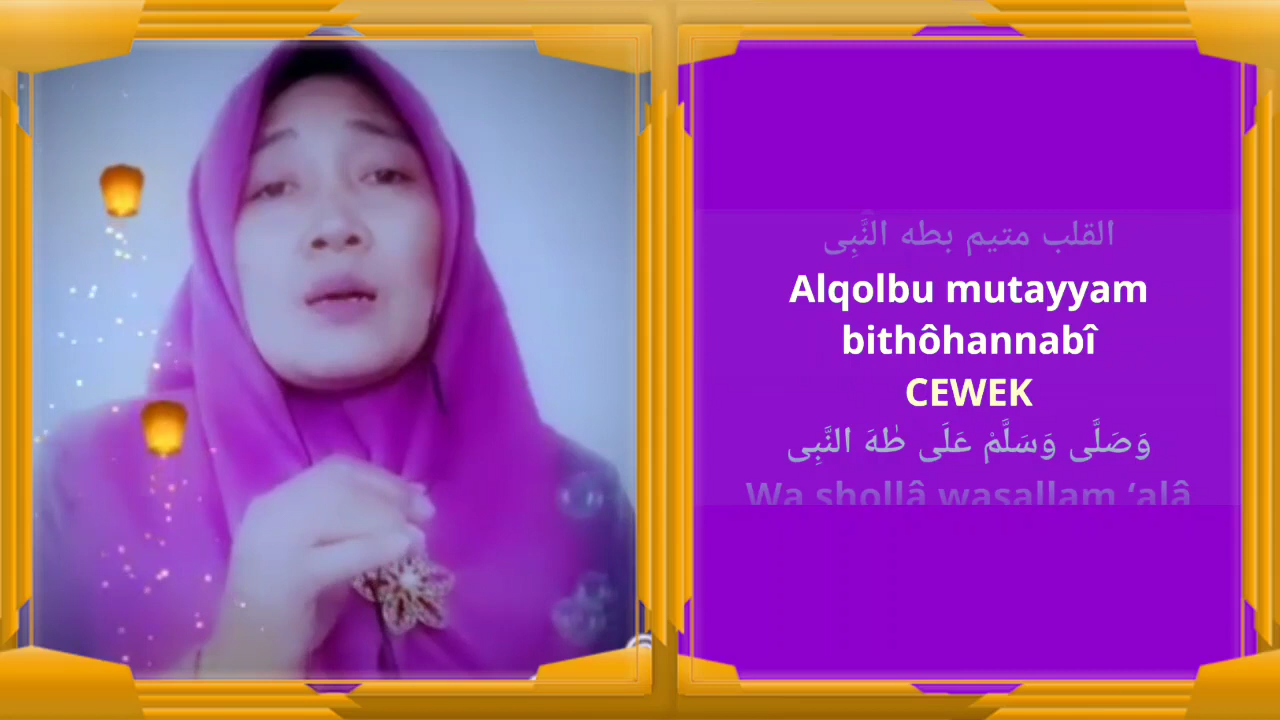 القلب متيم بطه النَّبِى
Alqolbu mutayyam
bithôhannabî
CEWEK
وَصَلَّى وَسَلَّمْ عَلَى طٰهَ النَّبِى
Wa shollâ wasallam ‘alâ